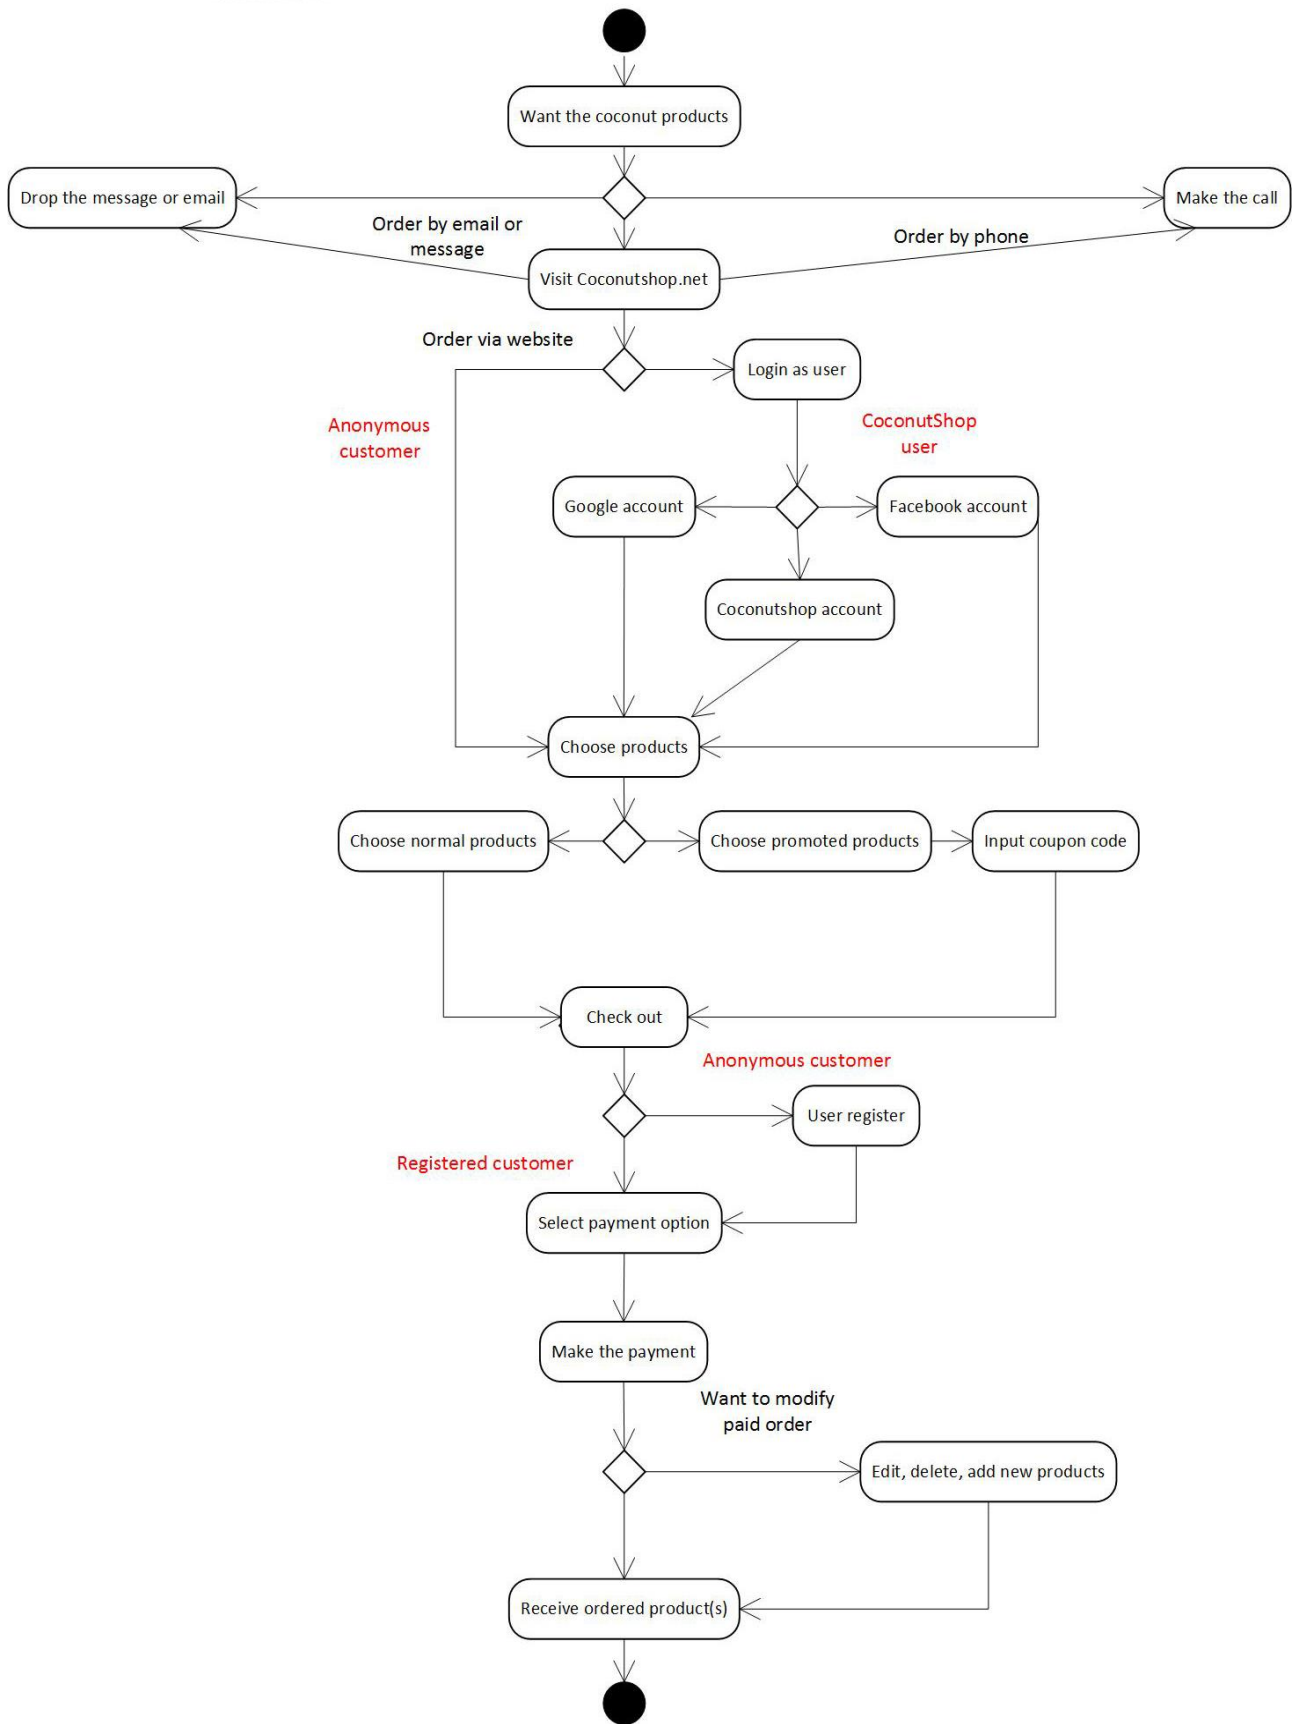 Want the coconut products
Drop the message or email
Make the call
Order by email or
message
Order by phone
Visit Coconutshop.net
Order via website
Login as user
Anonymous
customer
CoconutShop
user
Google account
Facebook account
Coconutshop account
Choose products
Choose normal products
Choose promoted products
Input coupon code
Check out
Anonymous customer
User register
Registered customer
Select payment option
Make the payment
Want to modify
paid order
Edit, delete, add new products
Receive ordered product(s)